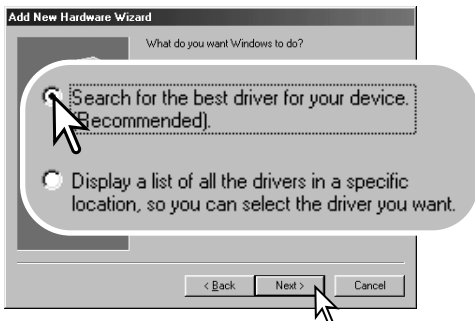 Add New Hardware Wizard
What do you want Windows to do?
Search for the best driver for your device.
(Recommended).
Display a list of all the drivers in a specific
location, so you can select the driver you want.
< Back
Next >
Cancel